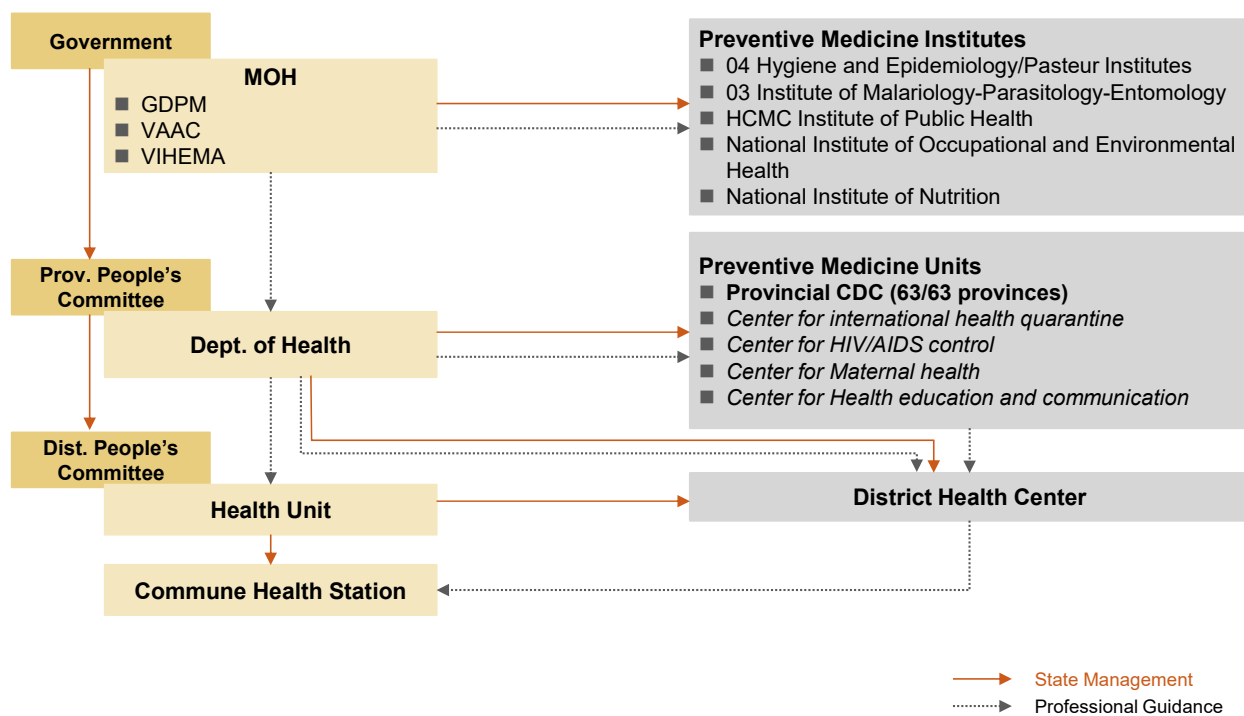 Government
MOH
GDPM
VAAC
VIHEMA
Preventive Medicine Institutes
04 Hygiene and Epidemiology/Pasteur Institutes
03 Institute of Malariology-Parasitology-Entomology
HCMC Institute of Public Health
National Institute of Occupational and Environmental
Health
National Institute of Nutrition
Prov. People's
Committee
Dept. of Health
Preventive Medicine Units
Provincial CDC (63/63 provinces)
Center for international health quarantine
Center for HIV/AIDS control
Center for Maternal health
Center for Health education and communication
Dist. People's
Committee
Health Unit
District Health Center
Commune Health Station
State Management
Professional Guidance